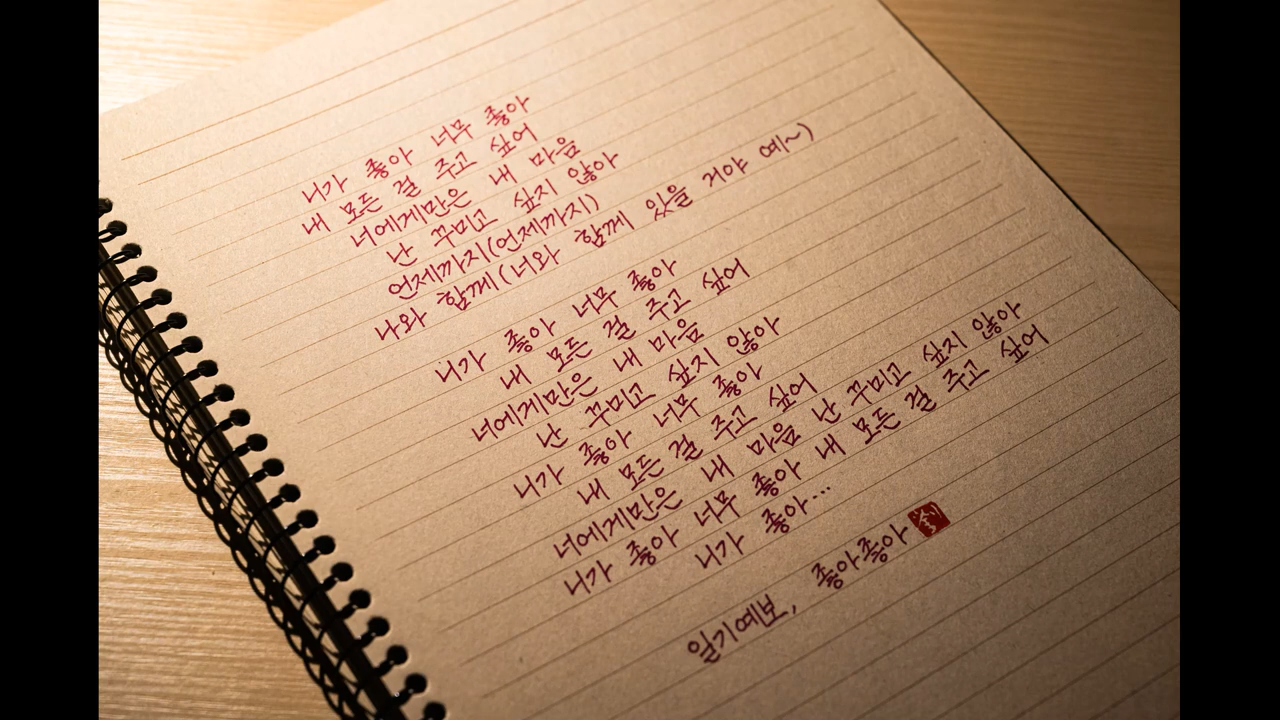 니가 좋아 너무 좋아
내 모든 걸 주고 싶어
너에게만은 내 마음
난 꾸미고 싶지 않아
언제까지(언제까지)
나와 함께(너와 함께 있을 거야 예~)
니가 좋아 너무 좋아
내 모든 걸 주고 싶어
너에게만은 내 마음
난 꾸미고 싶지 않아
니가 좋아 너무 좋아
내 모든 걸 주고 싶어
너에게만은 내 마음 난 꾸미고 싶지 않아
니가 좋아 너무 좋아 내 모든 걸 주고 싶어
니가 좋아...
일기예보, 좋아좋아